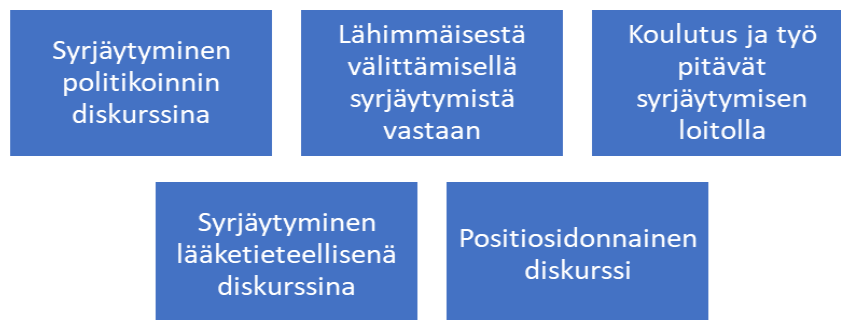 Syrjäytyminen
politikoinnin
diskurssina
Lähimmäisestä
välittämisellä
syrjäytymistä
vastaan
Koulutus ja työ
pitävät
syrjäytymisen
loitolla
Syrjäytyminen
lääketieteellisenä
diskurssina
Positiosidonnainen
diskurssi